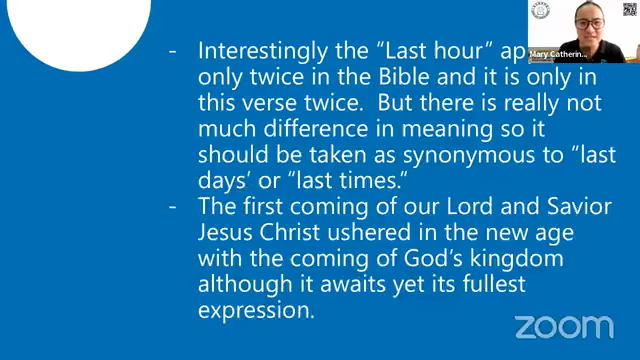 - Interestingly the “Last hour” ap
only twice in the Bible and it is only in
this verse twice. But there is really not
much difference in meaning so it
should be taken as synonymous to “last
days’ or “last times.“
- The first coming of our Lord and Savior
Jesus Christ ushered in the new age
with the coming of God’s kingdom
although it awaits yet its fullest
expression.
Mary Catherin...
zoom